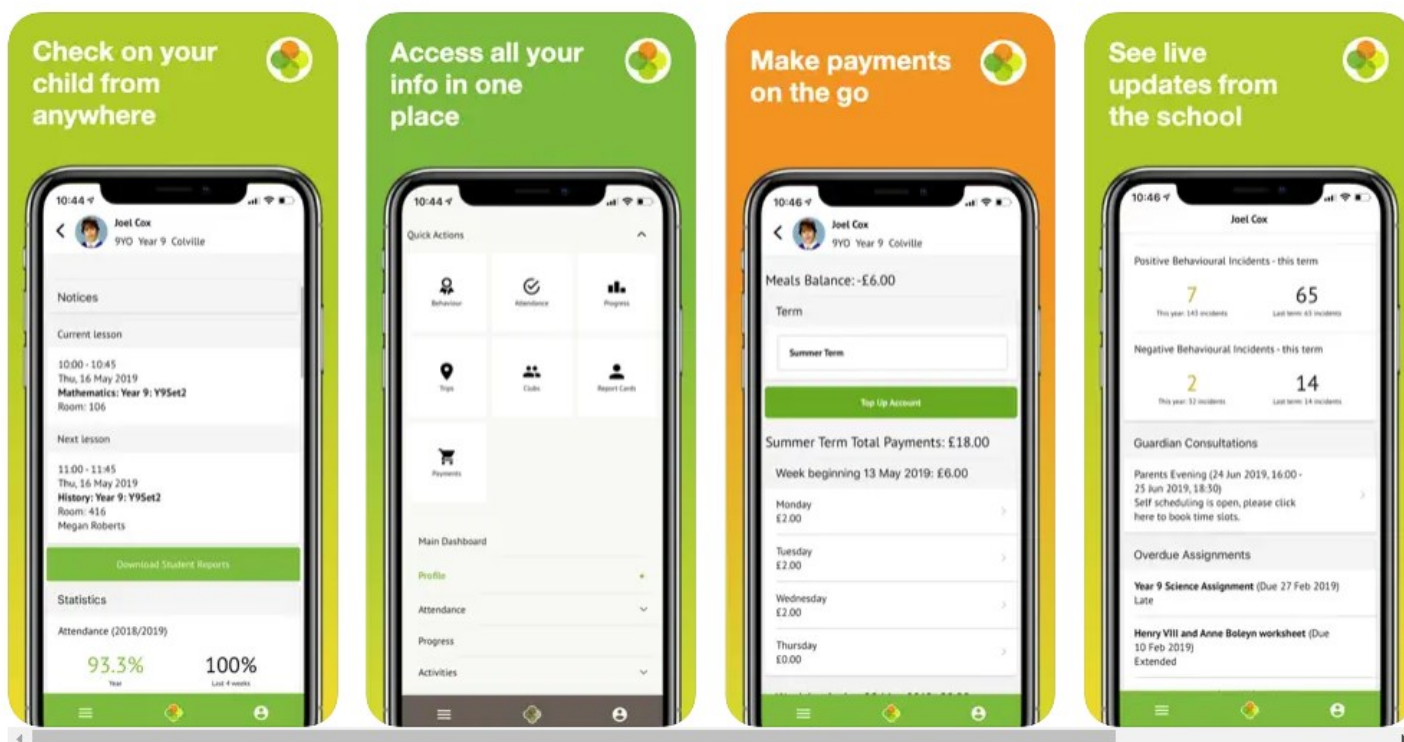 Check on your
child from
anywhere
10:44
Joel Cox
9YO Year 9 Colville
Notices
Current lesson
10:00 - 10:45
Thu, 16 May 2019
Mathematics: Year 9: Y9Set2
Room: 106
Next lesson
11:00 - 11:45
Thu, 16 May 2019
History: Year 9: Y9Set2
Room: 416
Megan Roberts
Download Student Reports
Statistics
Attendance (2018/2019)
93.3% 100%
Year Last 4 weeks
Access all your
info in one
place
10:44
Quick Actions
Behaviour Attendance Progress
Trips Clubs Report Cards
Payments
Main Dashboard
Profile
Attendance
Progress
Activities
Make payments
on the go
10:46
Joel Cox
9YO Year 9 Colville
Meals Balance: -£6.00
Term
Summer Term
Top Up Account
Summer Term Total Payments: £18.00
Week beginning 13 May 2019: £6.00
Monday
£2.00
Tuesday
£2.00
Wednesday
£2.00
Thursday
£0.00
See live
updates from
the school
10:46
Joel Cox
Positive Behavioural Incidents - this term
7 65
This year: 143 incidents Last term: 65 incidents
Negative Behavioural Incidents - this term
2 14
This year: 32 incidents Last term: 14 incidents
Guardian Consultations
Parents Evening (24 Jun 2019, 16:00 -
25 Jun 2019, 18:30)
Self scheduling is open, please click
here to book time slots.
Overdue Assignments
Year 9 Science Assignment (Due 27 Feb 2019)
Late
Henry VIII and Anne Boleyn worksheet (Due
10 Feb 2019)
Extended